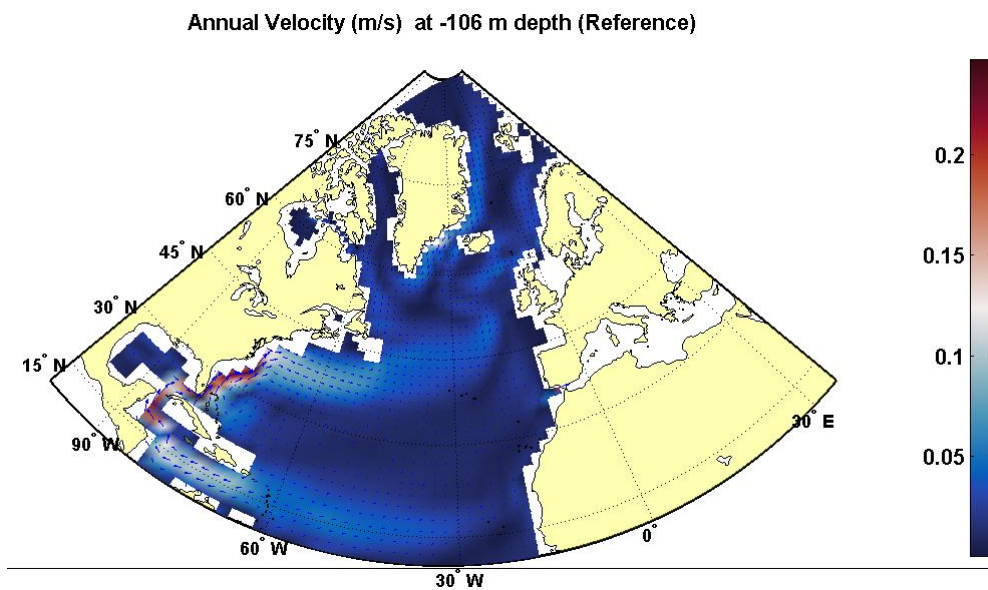 Annual Velocity (m/s) at -106 m depth (Reference)
75° N
60° N
45° N
30° N
15° N
90° W
60° W
30° W
0°
30° E
0.2
0.15
0.1
0.05